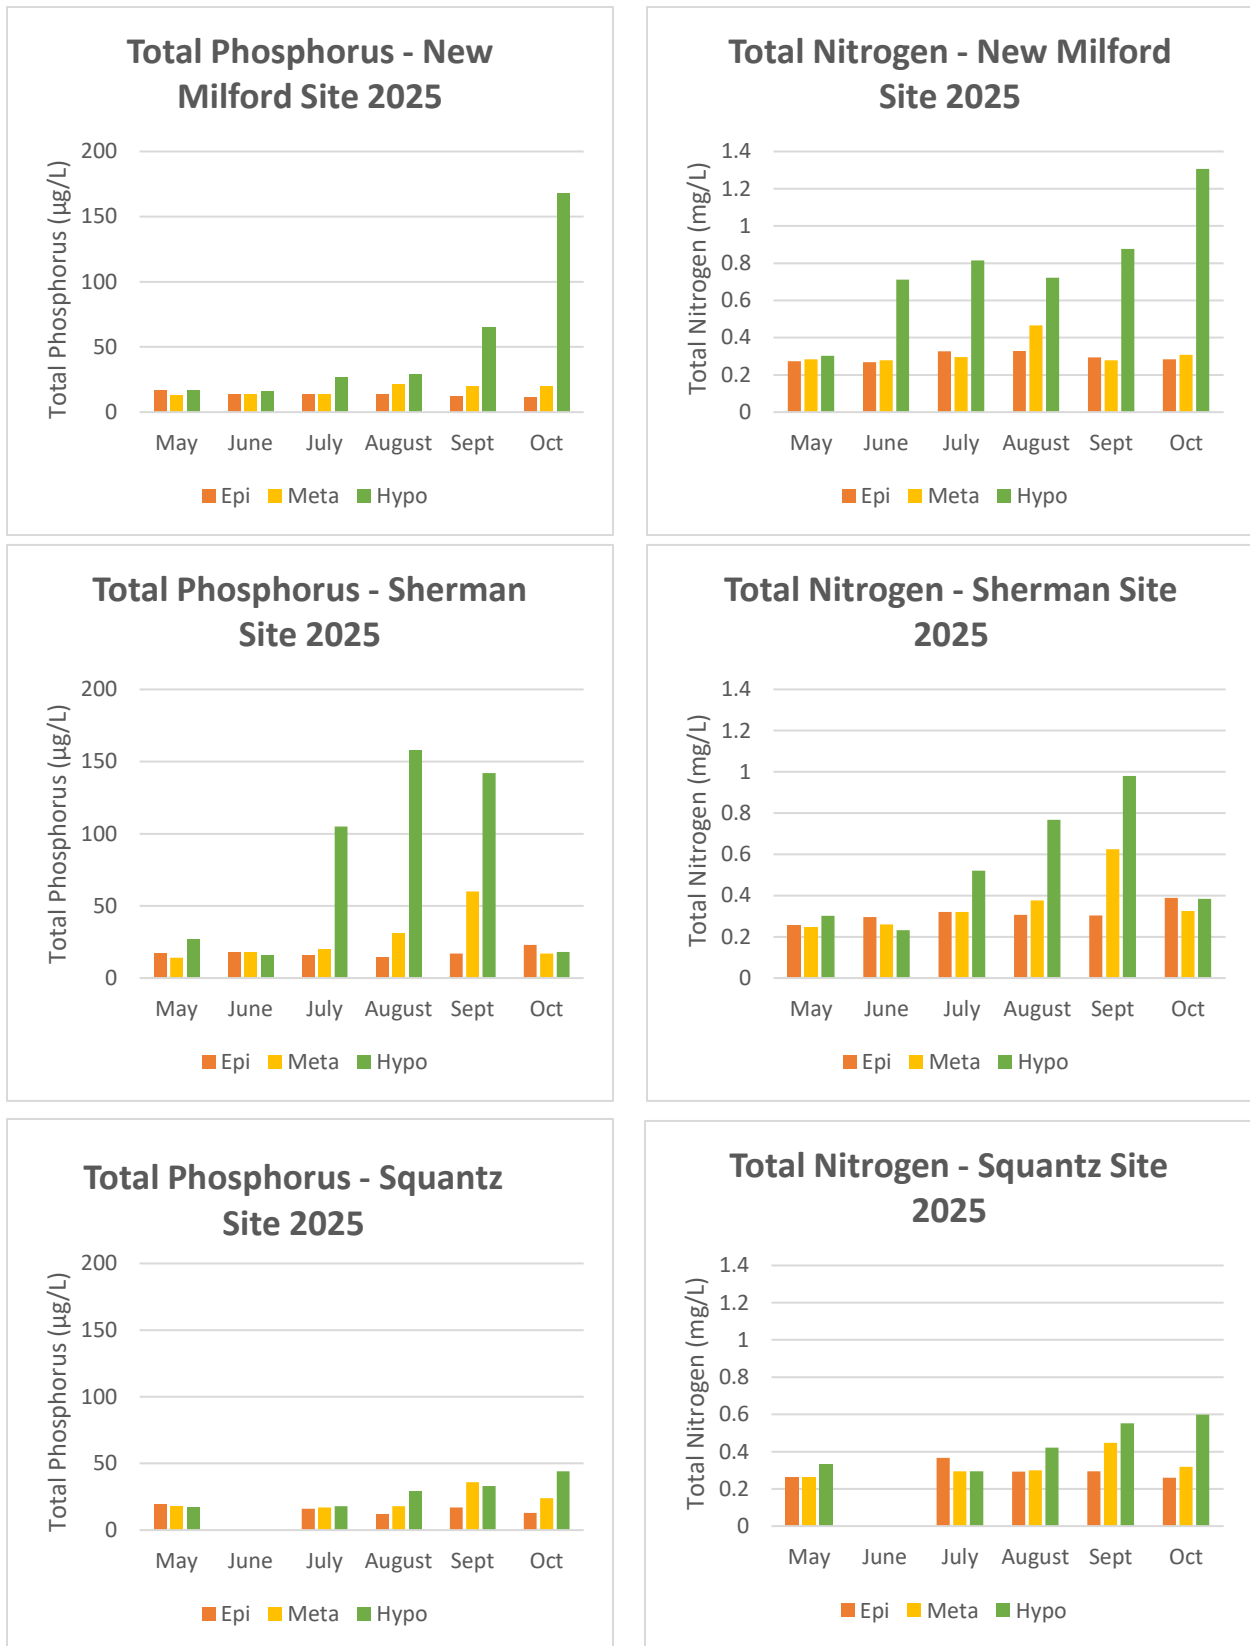 Total Phosphorus - New
Milford Site 2025
Total Phosphorus (µg/L)
200
150
100
50
0
May June July August Sept Oct
Epi Meta Hypo
Total Nitrogen - New Milford
Site 2025
Total Nitrogen (mg/L)
1.4
1.2
1
0.8
0.6
0.4
0.2
0
May June July August Sept Oct
Epi Meta Hypo
Total Phosphorus - Sherman
Site 2025
Total Phosphorus (µg/L)
200
150
100
50
0
May June July August Sept Oct
Epi Meta Hypo
Total Nitrogen - Sherman Site
2025
Total Nitrogen (mg/L)
1.4
1.2
1
0.8
0.6
0.4
0.2
0
May June July August Sept Oct
Epi Meta Hypo
Total Phosphorus - Squantz
Site 2025
Total Phosphorus (µg/L)
200
150
100
50
0
May June July August Sept Oct
Epi Meta Hypo
Total Nitrogen - Squantz Site
2025
Total Nitrogen (mg/L)
1.4
1.2
1
0.8
0.6
0.4
0.2
0
May June July August Sept Oct
Epi Meta Hypo